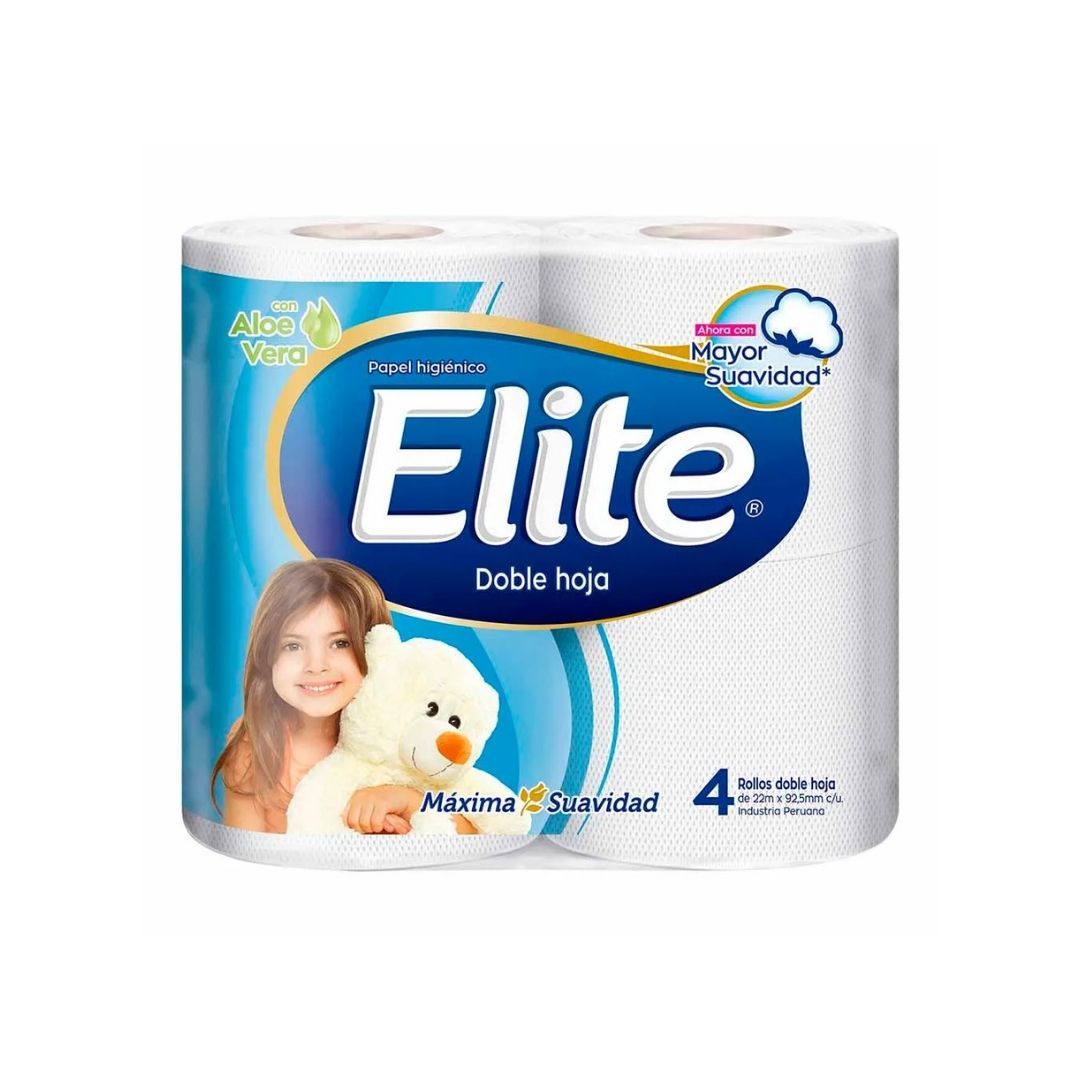 con
Aloe
Vera
Papel higiénico
Elite®
Doble hoja
Ahora con
Mayor
Suavidad*
Máxima Suavidad
4 Rollos doble hoja
de 22m x 92,5mm c/u.
Industria Peruana